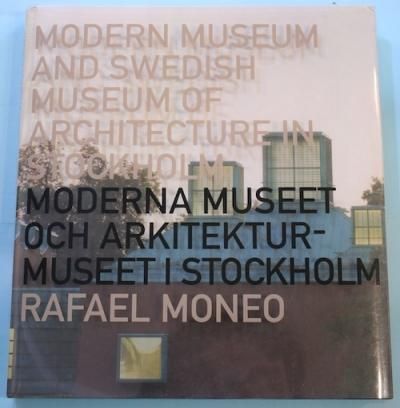 MODERN MUSEUM
AND SWEDISH
MUSEUM OF
ARCHITECTURE IN
STOCKHOLM
MODERNA MUSEET
OCH ARKITEKTUR-
MUSEET I STOCKHOLM
RAFAEL MONEO